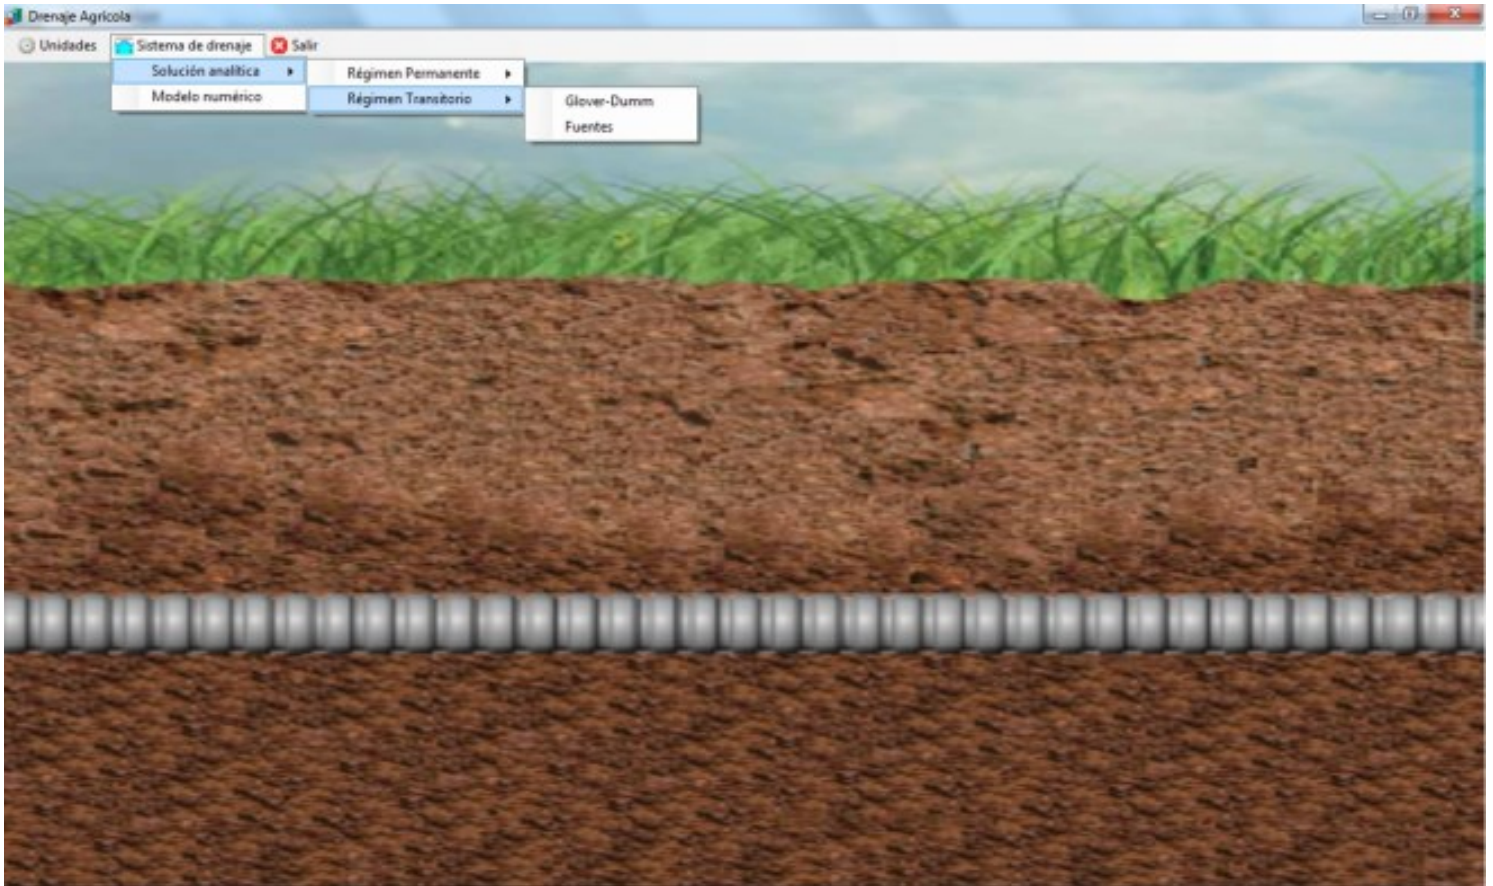 Drenaje Agrícola
Unidades Sistema de drenaje Salir
Solución analítica Régimen Permanente
Modelo numérico Régimen Transitorio Glover-Dumm
Fuentes